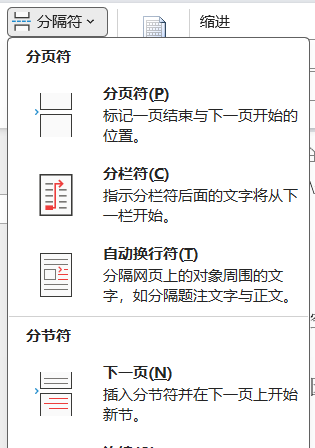 分隔符
缩进
分页符
分页符(P)
标记一页结束与下一页开始的
位置。
分栏符(C)
指示分栏符后面的文字将从下
一栏开始。
自动换行符(T)
分隔网页上的对象周围的文
字，如分隔题注文字与正文。
分节符
下一页(N)
插入分节符并在下一页上开始
新节。